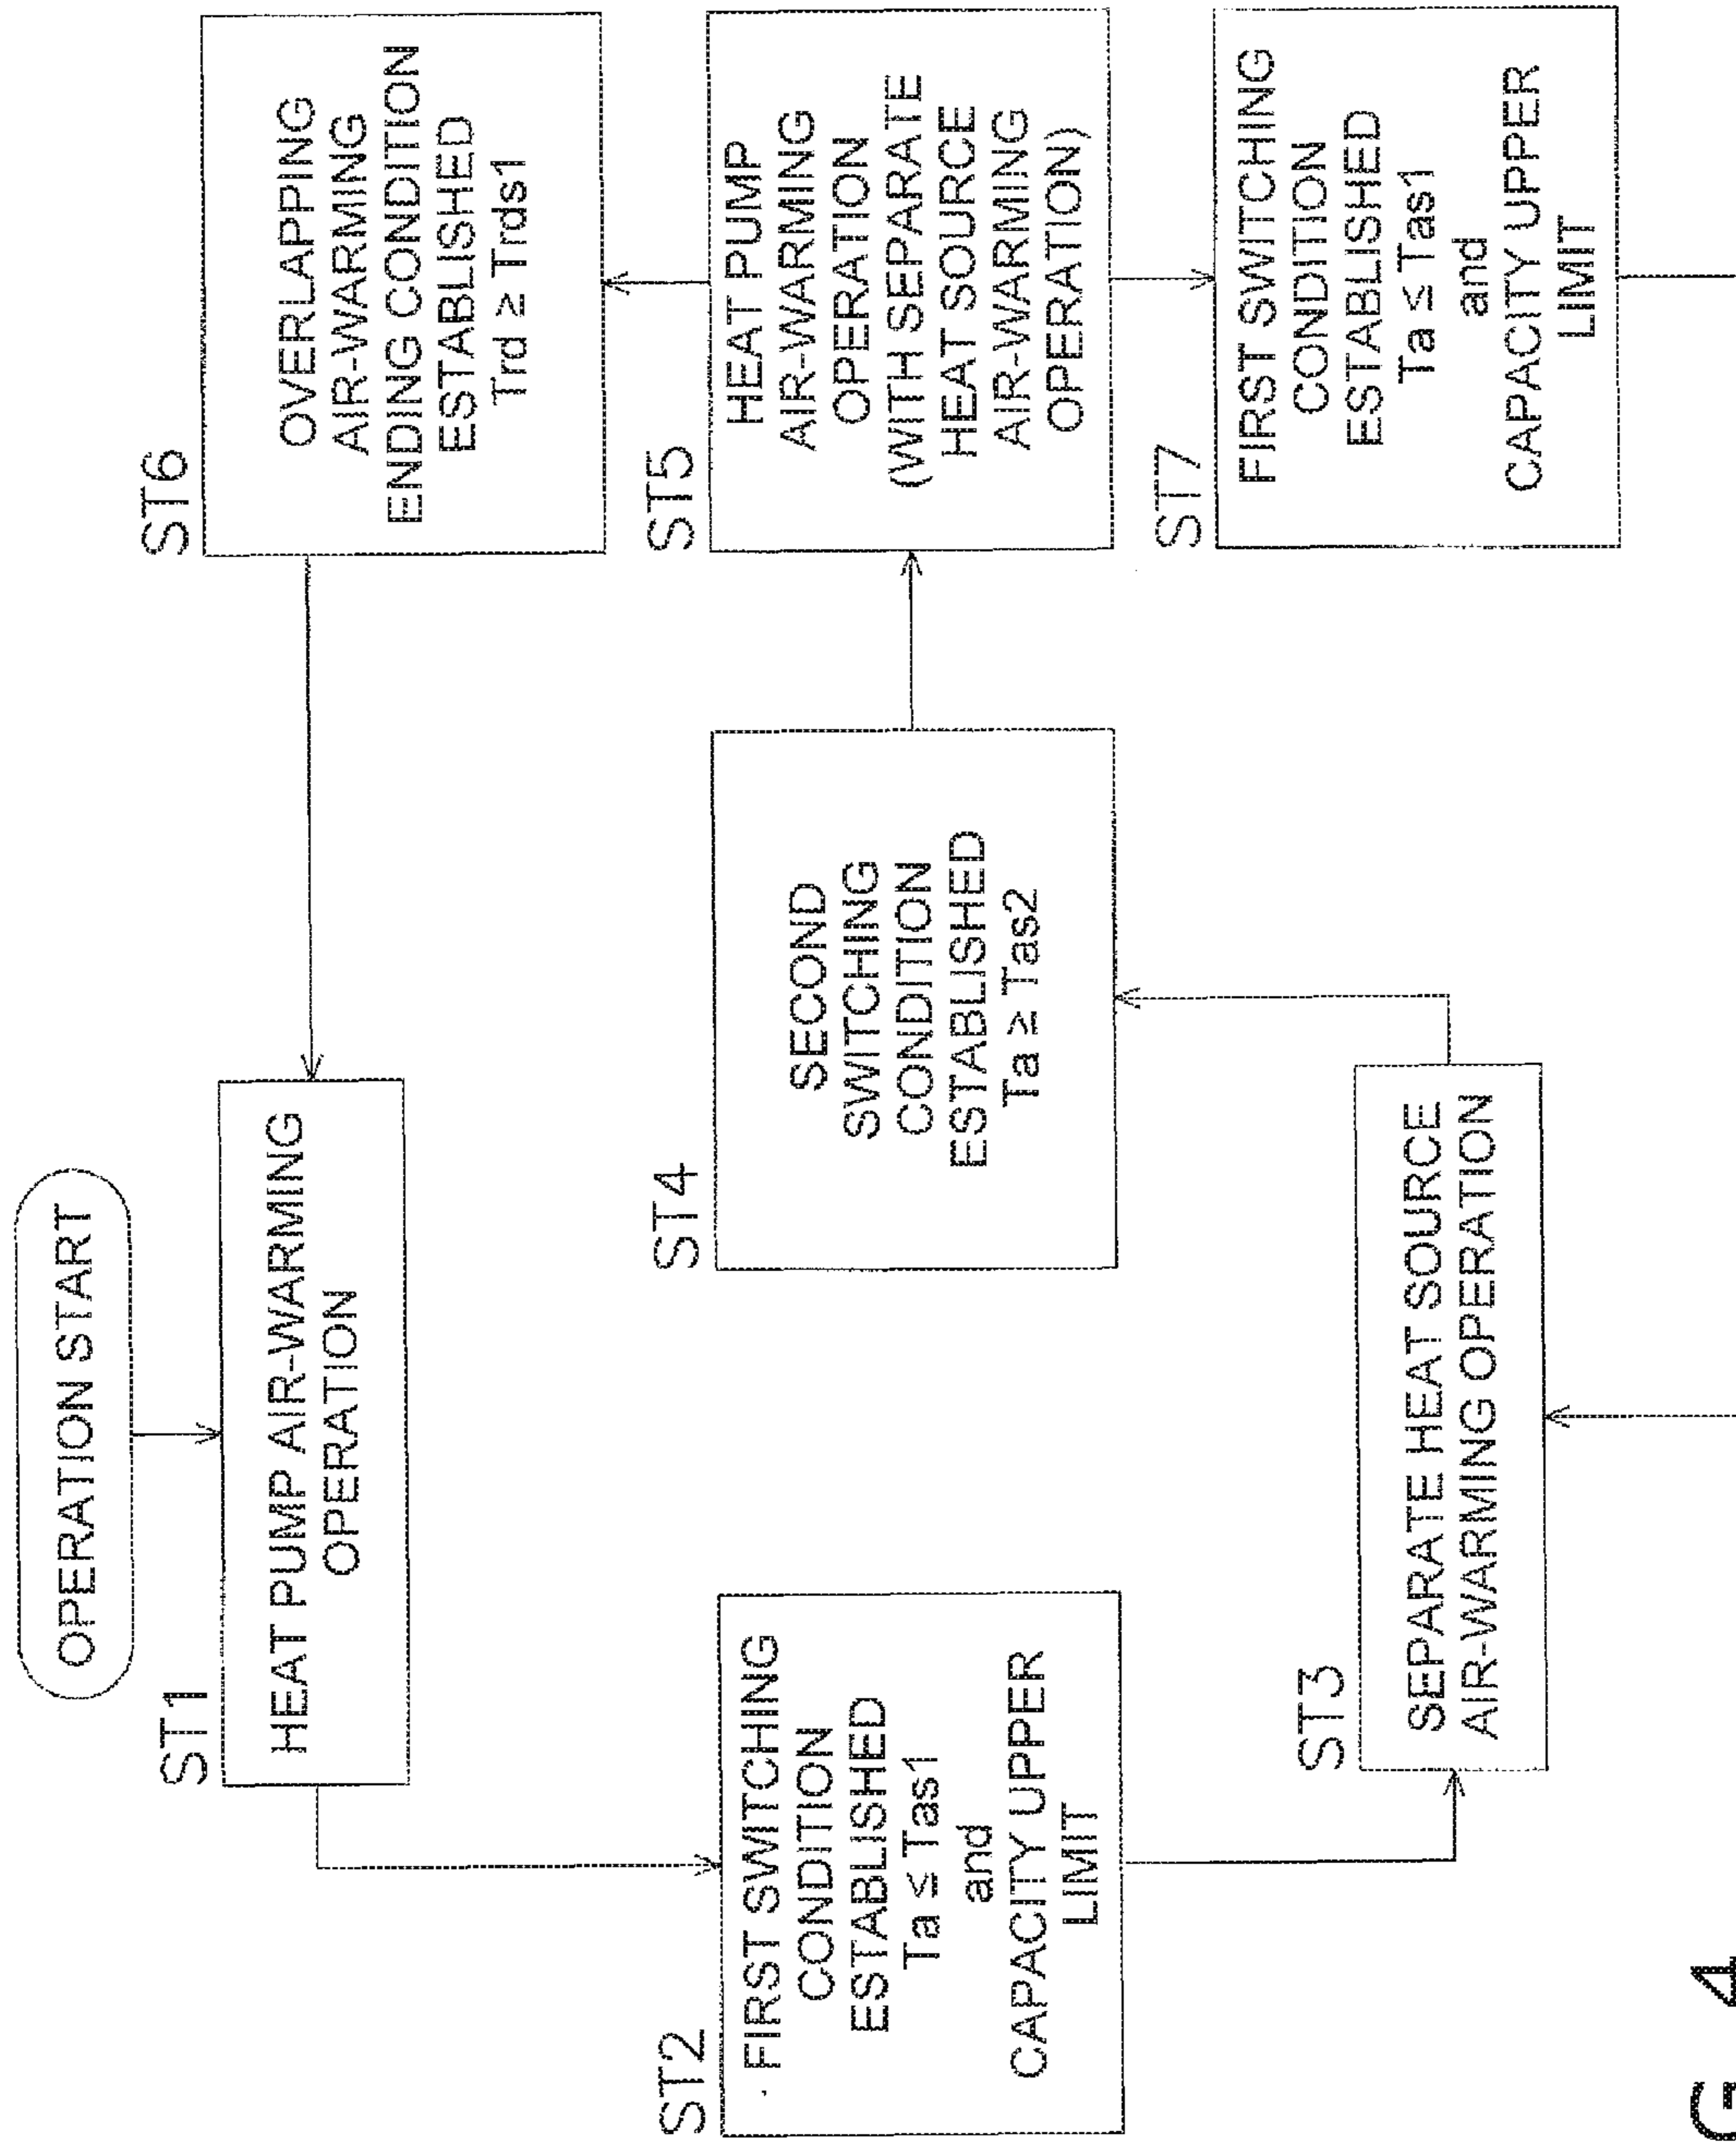 OPERATION START
ST1
HEAT PUMP AIR-WARMING
OPERATION
ST2
FIRST SWITCHING
CONDITION
ESTABLISHED
Ta ≤ Tas1
and
CAPACITY UPPER
LIMIT
ST3
SEPARATE HEAT SOURCE
AIR-WARMING OPERATION
ST4
SECOND
SWITCHING
CONDITION
ESTABLISHED
Ta ≥ Tas2
ST5
HEAT PUMP
AIR-WARMING
OPERATION
(WITH SEPARATE
HEAT SOURCE
AIR-WARMING
OPERATION)
ST6
OVERLAPPING
AIR-WARMING
ENDING CONDITION
ESTABLISHED
Trd ≥ Trds1
ST7
FIRST SWITCHING
CONDITION
ESTABLISHED
Ta ≤ Tas1
and
CAPACITY UPPER
LIMIT